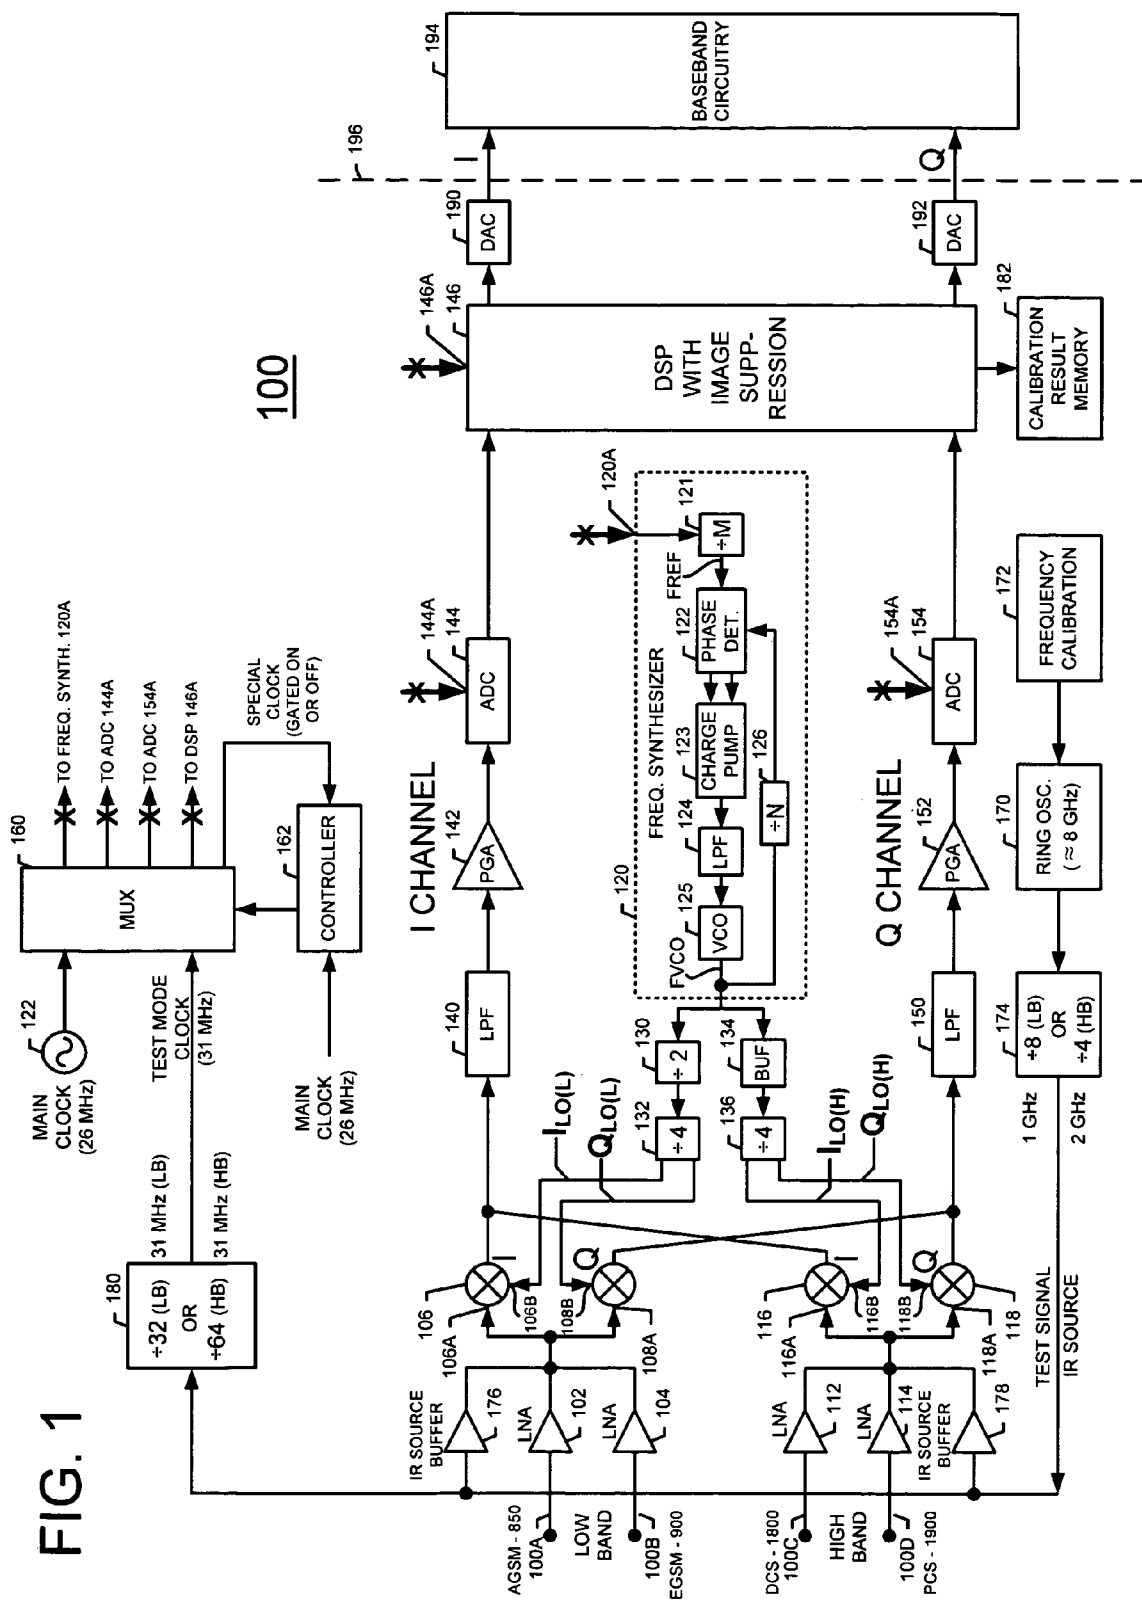 FIG. 1
100
MAIN
CLOCK
(26 MHz)
122
160
MUX
TO FREQ. SYNTH. 120A
TO ADC 144A
TO ADC 154A
TO DSP 146A
SPECIAL
CLOCK
(GATED ON
OR OFF)
TEST MODE
CLOCK
(31 MHz)
MAIN
CLOCK
(26 MHz)
162
CONTROLLER
180
÷32 (LB)
OR
÷64 (HB)
31 MHz (LB)
31 MHz (HB)
IR SOURCE
BUFFER
176
LNA
102
LNA
104
AGSM - 850
100A
LOW
BAND
100B
EGSM - 900
106
106A
106B
I
108B
108A
Q
I CHANNEL
140
LPF
142
PGA
144A
144
ADC
146A
146
DSP
WITH
IMAGE
SUPP-
RESSION
190
DAC
I
196
194
BASEBAND
CIRCUITRY
192
DAC
Q
182
CALIBRATION
RESULT
MEMORY
ILO(L)
QLO(L)
130
÷ 2
132
÷4
134
BUF
136
÷4
ILO(H)
QLO(H)
120
FREQ. SYNTHESIZER
120A
121
÷M
FREF
122
PHASE
DET.
123
CHARGE
PUMP
124
LPF
125
VCO
FVCO
126
÷N
LNA
112
LNA
114
IR SOURCE
BUFFER
178
DCS - 1800
100C
HIGH
BAND
100D
PCS - 1900
116
116A
116B
I
118B
118A
118
Q
Q CHANNEL
150
LPF
152
PGA
154A
154
ADC
TEST SIGNAL
IR SOURCE
1 GHz
2 GHz
174
÷8 (LB)
OR
÷4 (HB)
170
RING OSC.
(≈ 8 GHz)
172
FREQUENCY
CALIBRATION